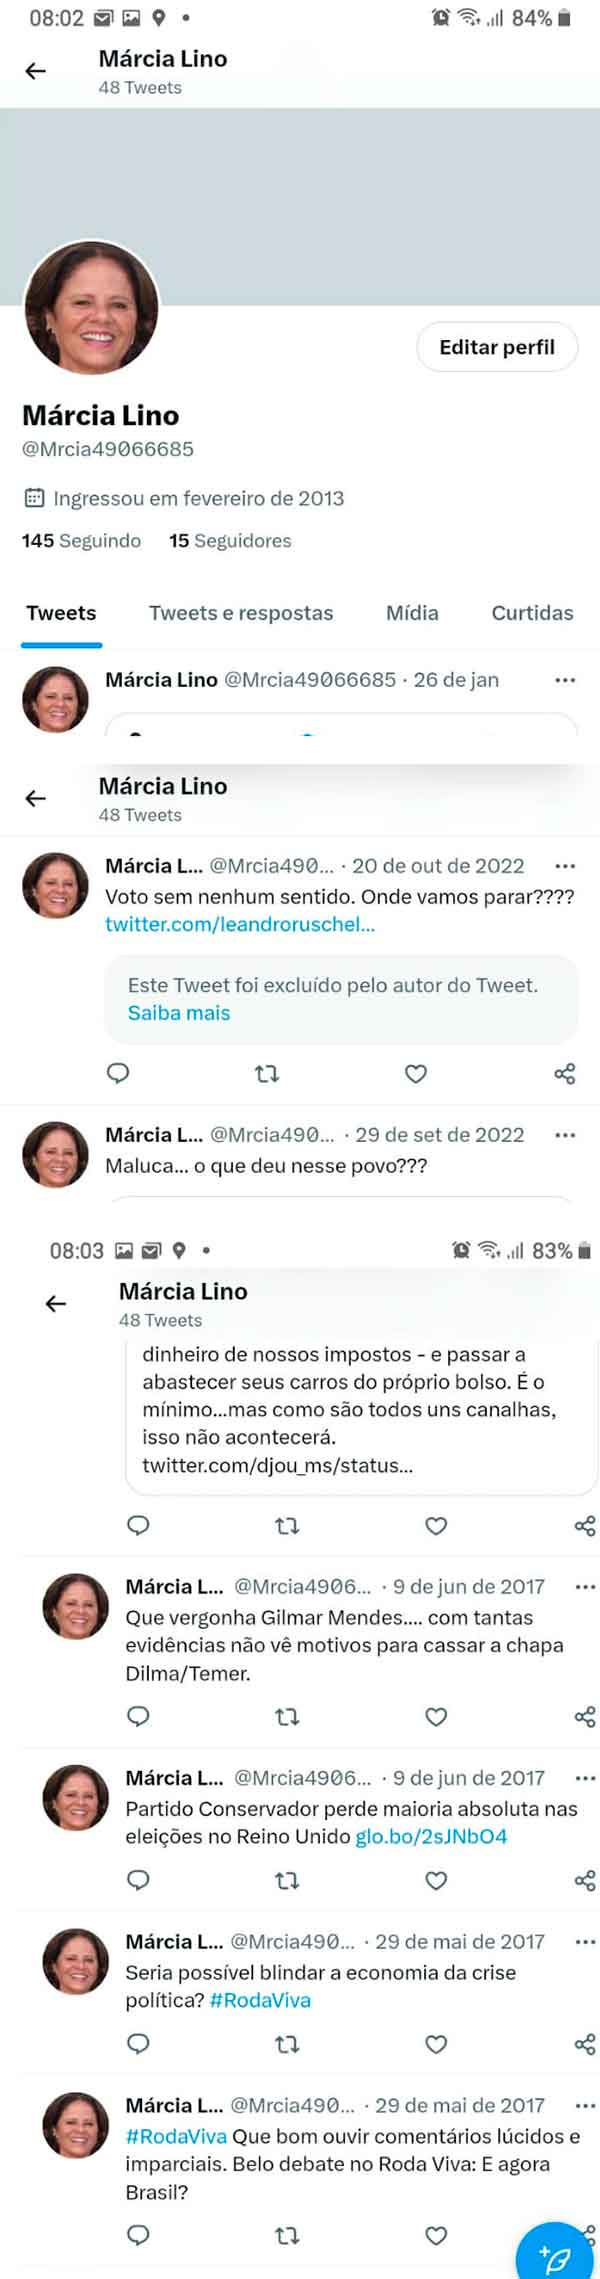 08:02
84%
Márcia Lino
48 Tweets
Editar perfil
Márcia Lino
@Mrcia49066685
Ingressou em fevereiro de 2013
145 Seguindo 15 Seguidores
Tweets Tweets e respostas Mídia Curtidas
Márcia Lino @Mrcia49066685 · 26 de jan
Márcia Lino
48 Tweets
Márcia L... @Mrcia490... · 20 de out de 2022
Voto sem nenhum sentido. Onde vamos parar????
twitter.com/leandroruschel...
Este Tweet foi excluído pelo autor do Tweet.
Saiba mais
Márcia L... @Mrcia490... · 29 de set de 2022
Maluca... o que deu nesse povo???
08:03
83%
Márcia Lino
48 Tweets
dinheiro de nossos impostos - e passar a
abastecer seus carros do próprio bolso. É o
mínimo...mas como são todos uns canalhas,
isso não acontecerá.
twitter.com/djou_ms/status...
Márcia L... @Mrcia4906... · 9 de jun de 2017
Que vergonha Gilmar Mendes.... com tantas
evidências não vê motivos para cassar a chapa
Dilma/Temer.
Márcia L... @Mrcia4906... · 9 de jun de 2017
Partido Conservador perde maioria absoluta nas
eleições no Reino Unido glo.bo/2sJNbO4
Márcia L... @Mrcia490... · 29 de mai de 2017
Seria possível blindar a economia da crise
política? #RodaViva
Márcia L... @Mrcia490... · 29 de mai de 2017
#RodaViva Que bom ouvir comentários lúcidos e
imparciais. Belo debate no Roda Viva: E agora
Brasil?